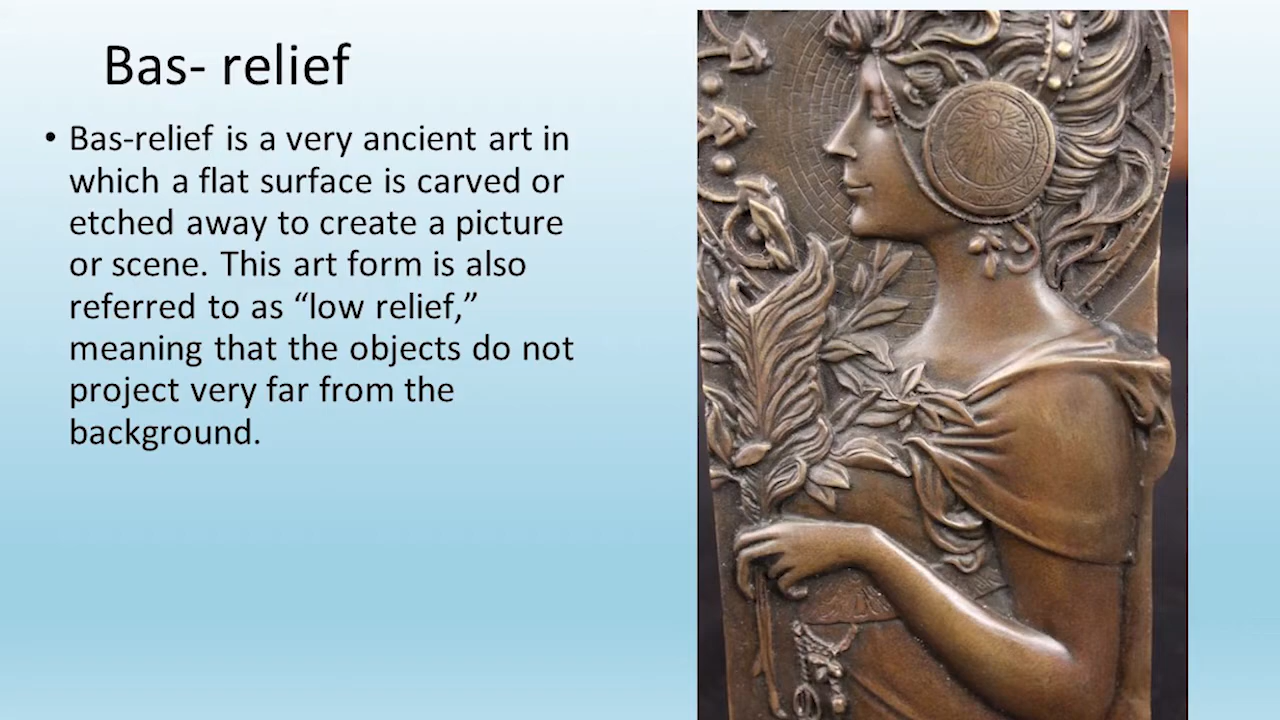 Bas- relief
• Bas-relief is a very ancient art in
which a flat surface is carved or
etched away to create a picture
or scene. This art form is also
referred to as “low relief,”
meaning that the objects do not
project very far from the
background.